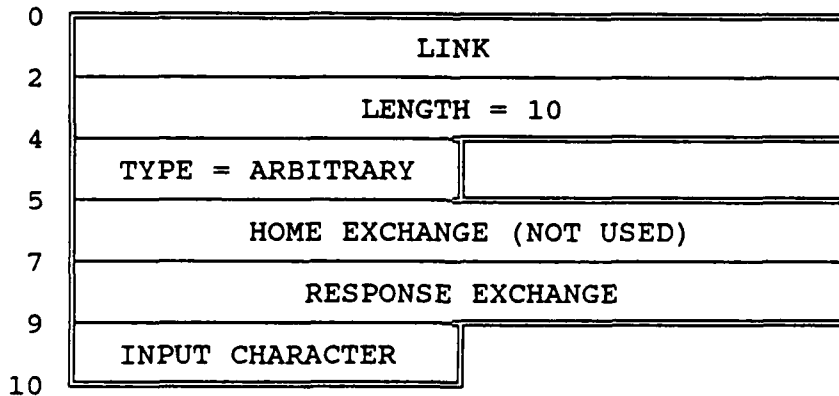 0
LINK
2
LENGTH = 10
4
TYPE = ARBITRARY
5
HOME EXCHANGE (NOT USED)
7
RESPONSE EXCHANGE
9
INPUT CHARACTER
10